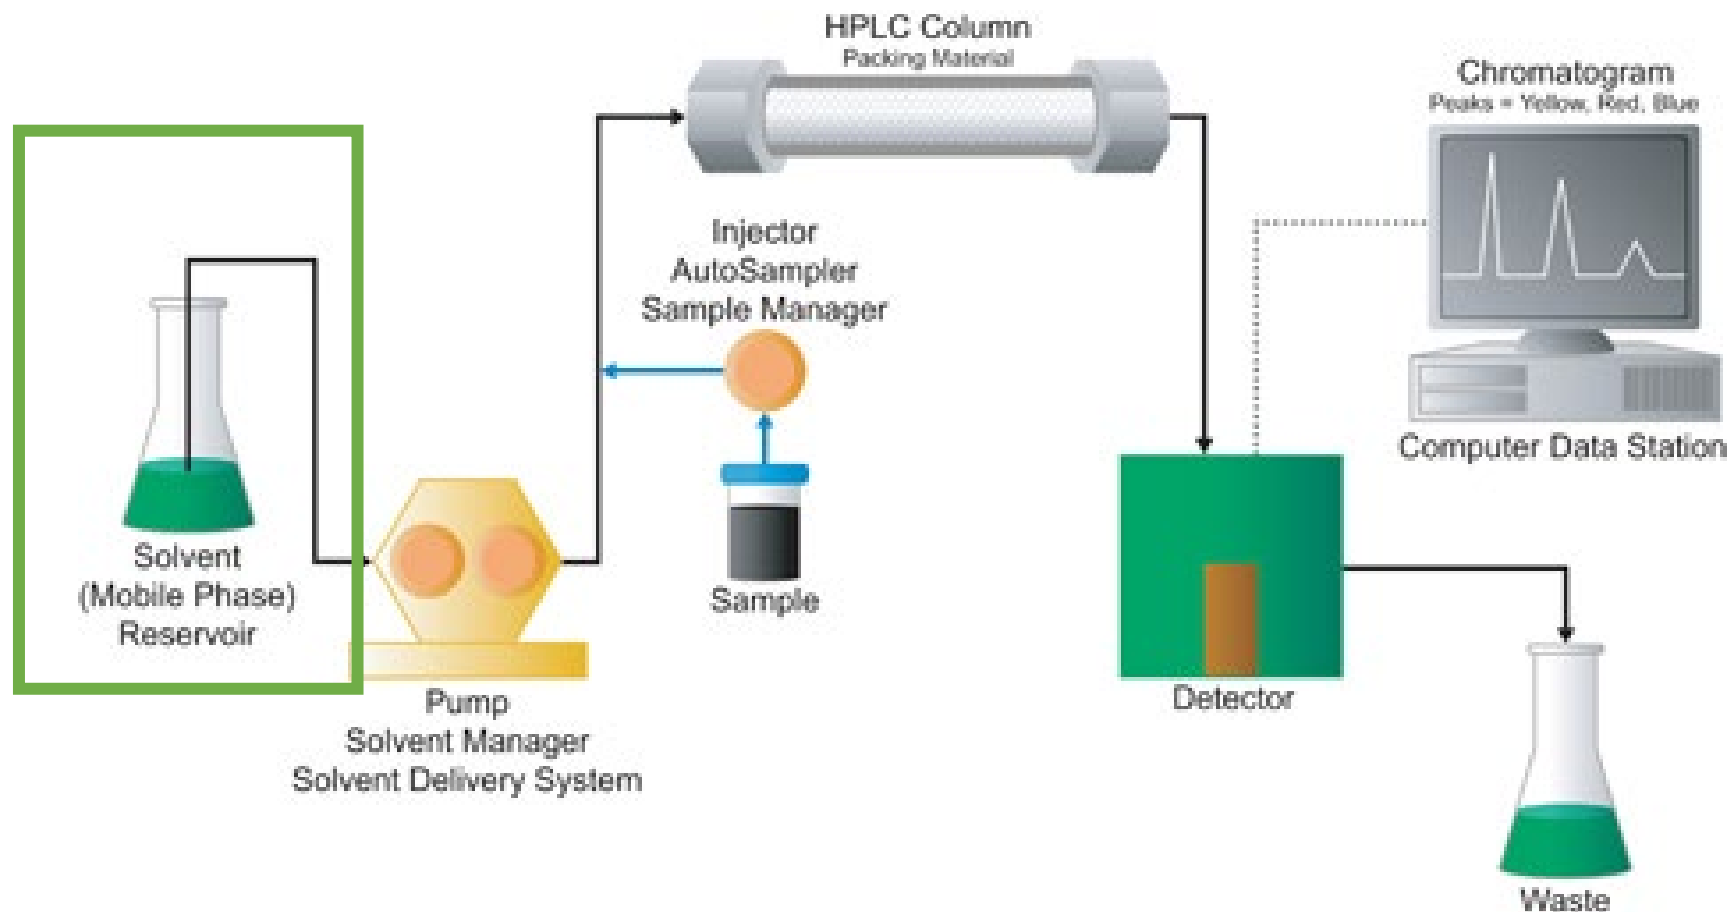 HPLC Column
Packing Material
Chromatogram
Peaks = Yellow, Red, Blue
Injector
AutoSampler
Sample Manager
Computer Data Station
Solvent
(Mobile Phase)
Reservoir
Sample
Pump
Solvent Manager
Solvent Delivery System
Detector
Waste